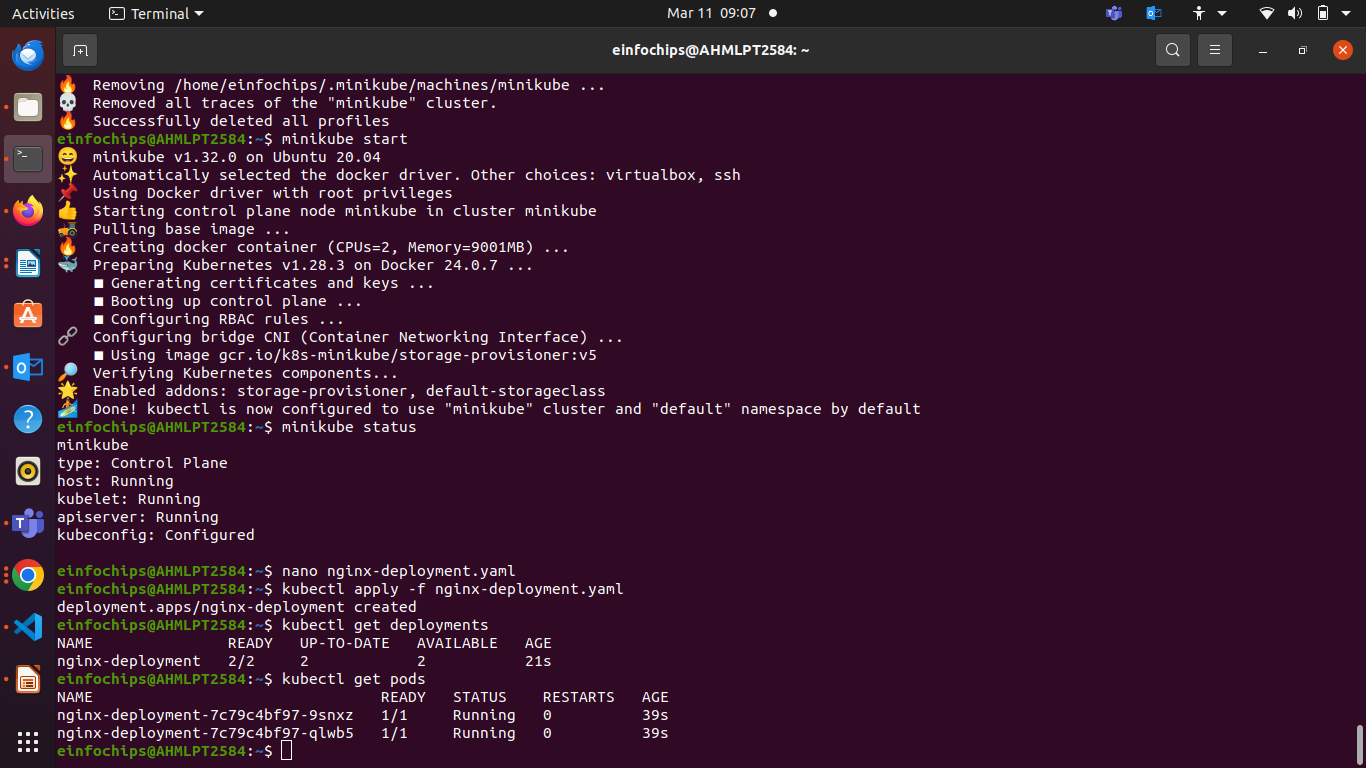 Activities
Terminal
Mar 11 09:07
einfochips@AHMLPT2584: ~
Removing /home/einfochips/.minikube/machines/minikube ...
Removed all traces of the "minikube" cluster.
Successfully deleted all profiles
einfochips@AHMLPT2584:~$ minikube start
minikube v1.32.0 on Ubuntu 20.04
Automatically selected the docker driver. Other choices: virtualbox, ssh
Using Docker driver with root privileges
Starting control plane node minikube in cluster minikube
Pulling base image ...
Creating docker container (CPUs=2, Memory=9001MB) ...
Preparing Kubernetes v1.28.3 on Docker 24.0.7 ...
■ Generating certificates and keys ...
■ Booting up control plane ...
■ Configuring RBAC rules ...
Configuring bridge CNI (Container Networking Interface) ...
■ Using image gcr.io/k8s-minikube/storage-provisioner:v5
Verifying Kubernetes components...
Enabled addons: storage-provisioner, default-storageclass
Done! kubectl is now configured to use "minikube" cluster and "default" namespace by default
einfochips@AHMLPT2584:~$ minikube status
minikube
type: Control Plane
host: Running
kubelet: Running
apiserver: Running
kubeconfig: Configured
einfochips@AHMLPT2584:~$ nano nginx-deployment.yaml
einfochips@AHMLPT2584:~$ kubectl apply -f nginx-deployment.yaml
deployment.apps/nginx-deployment created
einfochips@AHMLPT2584:~$ kubectl get deployments
NAME READY UP-TO-DATE AVAILABLE AGE
nginx-deployment 2/2 2 2 21s
einfochips@AHMLPT2584:~$ kubectl get pods
NAME READY STATUS RESTARTS AGE
nginx-deployment-7c79c4bf97-9snxz 1/1 Running 0 39s
nginx-deployment-7c79c4bf97-qlwb5 1/1 Running 0 39s
einfochips@AHMLPT2584:~$